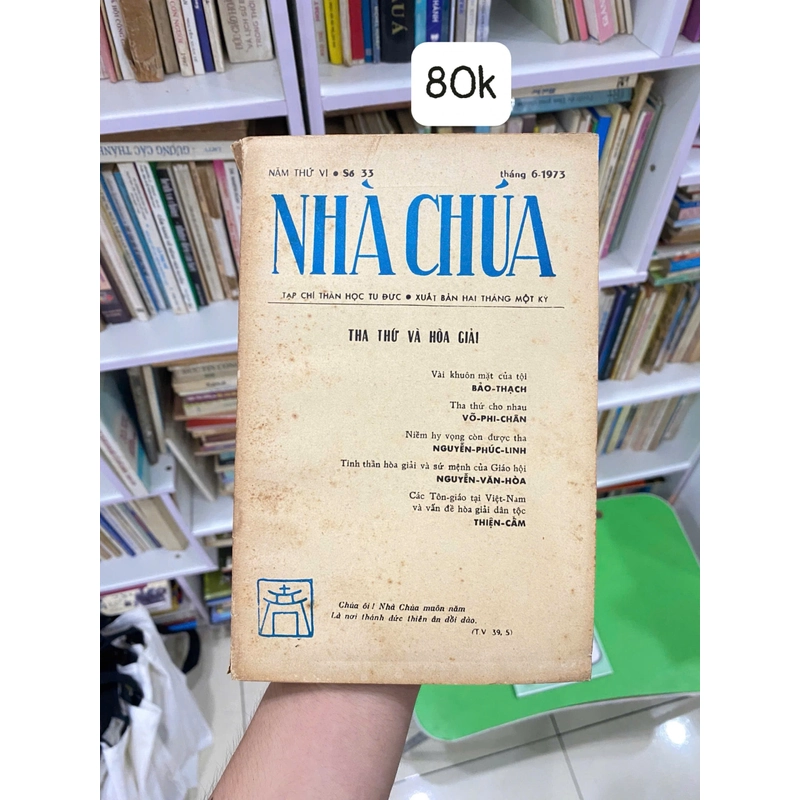 80k
NĂM THỨ VI • Số 33 tháng 6-1973
NHÀ CHÚA
TẠP CHÍ THẦN HỌC TU ĐỨC • XUẤT BẢN HAI THÁNG MỘT KỲ
THA THỨ VÀ HÒA GIẢI
Vài khuôn mặt của tội
BẢO-THẠCH
Tha thứ cho nhau
VÕ-PHI-CHÂN
Niềm hy vọng còn được tha
NGUYỄN-PHÚC-LINH
Tinh thần hòa giải và sứ mệnh của Giáo hội
NGUYỄN-VĂN-HÒA
Các Tôn-giáo tại Việt-Nam
và vấn đề hòa giải dân tộc
THIỆN-CẨM
Chúa ôi! Nhà Chúa muôn năm
Là nơi thánh đức thiên ân dồi dào.
(T.V 39, 5)
GƯƠNG CÁC THÁNH